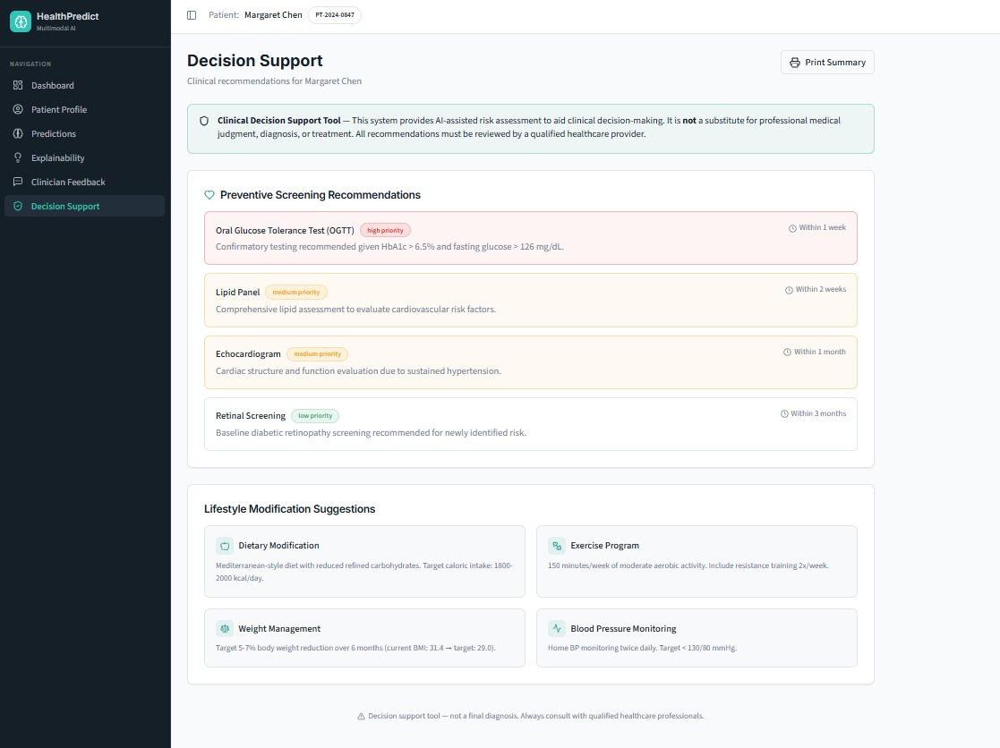 HealthPredict
Multimodal AI
NAVIGATION
Dashboard
Patient Profile
Predictions
Explainability
Clinician Feedback
Decision Support
Patient: Margaret Chen PT-2024-0847
Decision Support
Clinical recommendations for Margaret Chen
Print Summary
Clinical Decision Support Tool — This system provides AI-assisted risk assessment to aid clinical decision-making. It is not a substitute for professional medical
judgment, diagnosis, or treatment. All recommendations must be reviewed by a qualified healthcare provider.
Preventive Screening Recommendations
Oral Glucose Tolerance Test (OGTT) high priority Within 1 week
Confirmatory testing recommended given HbA1c > 6.5% and fasting glucose > 126 mg/dL.
Lipid Panel medium priority Within 2 weeks
Comprehensive lipid assessment to evaluate cardiovascular risk factors.
Echocardiogram medium priority Within 1 month
Cardiac structure and function evaluation due to sustained hypertension.
Retinal Screening low priority Within 3 months
Baseline diabetic retinopathy screening recommended for newly identified risk.
Lifestyle Modification Suggestions
Dietary Modification
Mediterranean-style diet with reduced refined carbohydrates. Target caloric intake: 1800-
2000 kcal/day.
Exercise Program
150 minutes/week of moderate aerobic activity. Include resistance training 2x/week.
Weight Management
Target 5-7% body weight reduction over 6 months (current BMI: 31.4 → target: 29.0).
Blood Pressure Monitoring
Home BP monitoring twice daily. Target < 130/80 mmHg.
Decision support tool — not a final diagnosis. Always consult with qualified healthcare professionals.